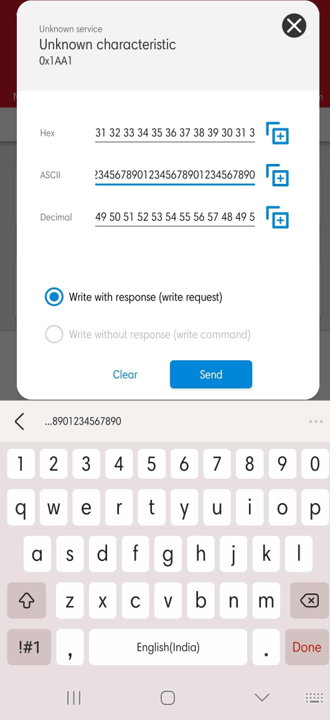 Unknown service
Unknown characteristic
0x1AA1
Hex 31 32 33 34 35 36 37 38 39 30 31 3
ASCII 234567890123456789012345678901234567890
Decimal 49 50 51 52 53 54 55 56 57 48 49 5
Write with response (write request)
Write without response (write command)
Clear Send
...8901234567890
1 2 3 4 5 6 7 8 9 0
q w e r t y u i o p
a s d f g h j k l
z x c v b n m
!#1 , English(India) . Done